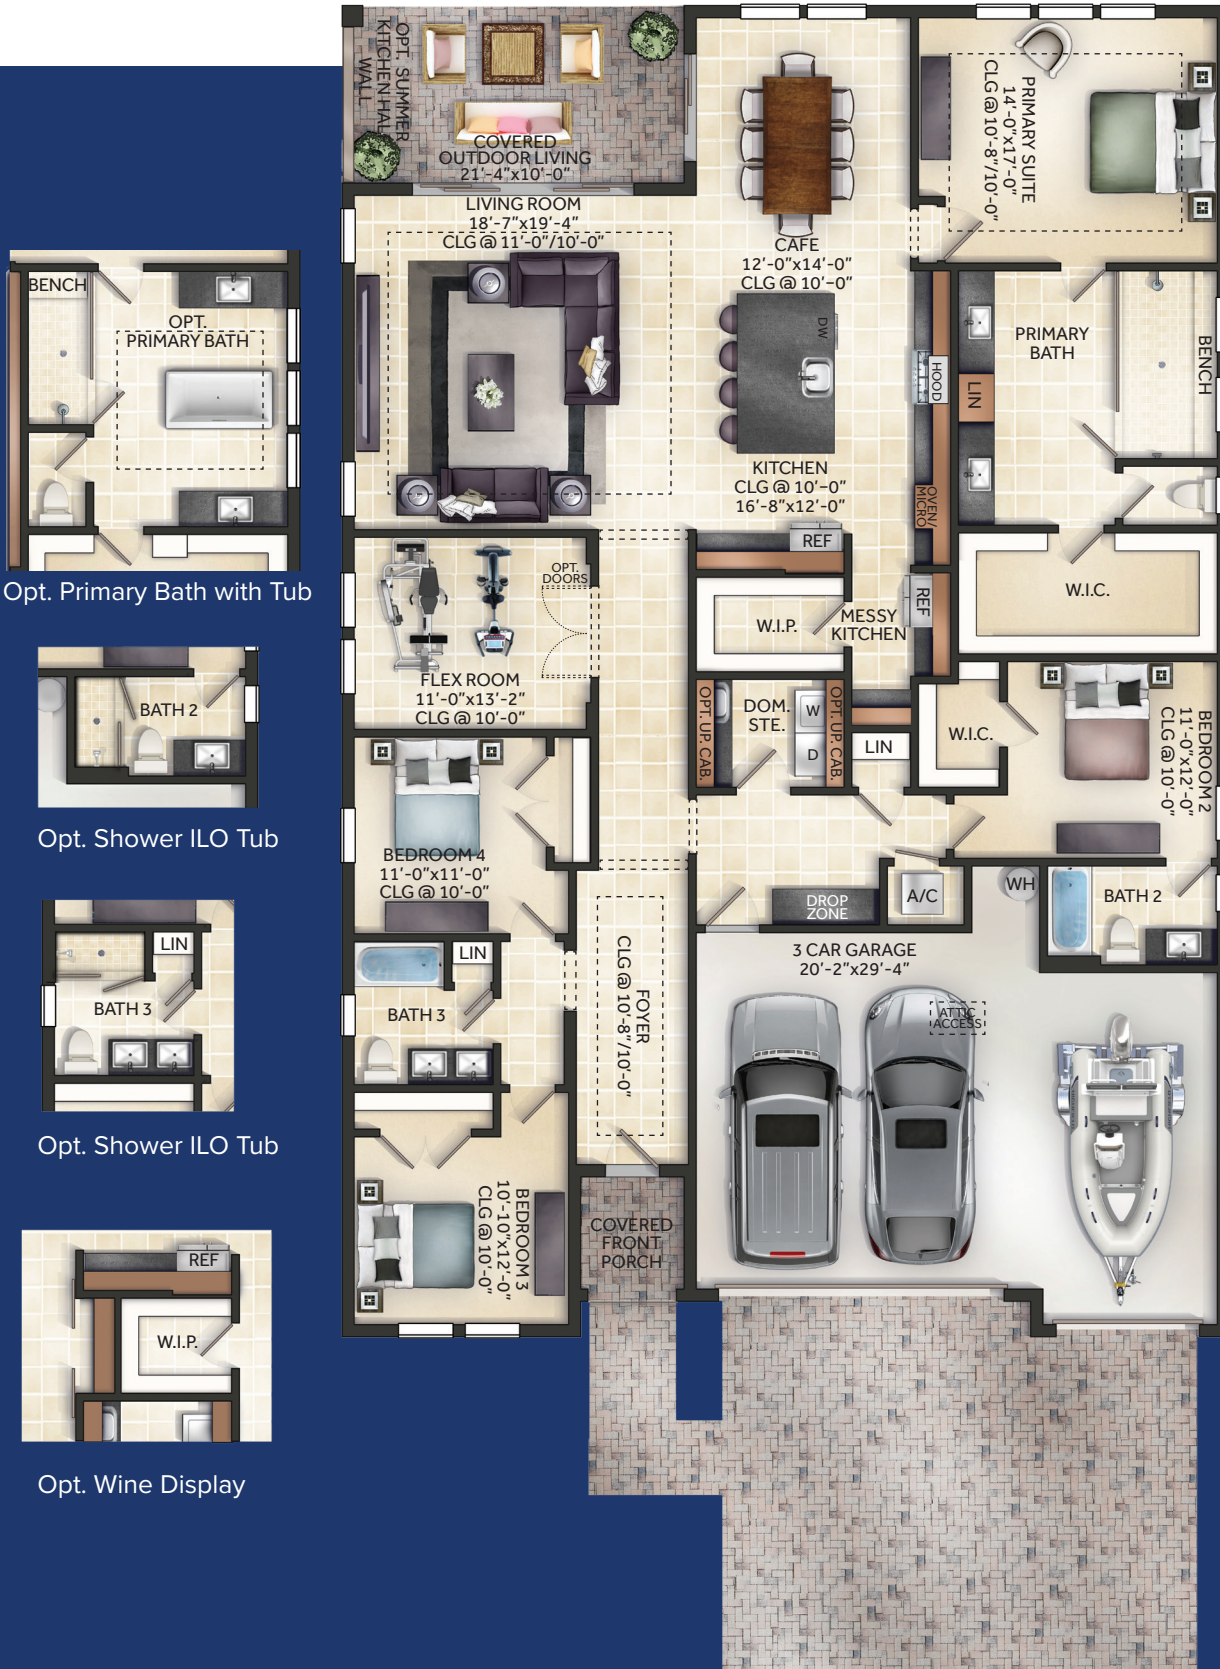 OPT. SUMMER
KITCHEN HALF
WALL
COVERED
OUTDOOR LIVING
21'-4"x10'-0"
LIVING ROOM
18'-7"x19'-4"
CLG @ 11'-0"/10'-0"
CAFE
12'-0"x14'-0"
CLG @ 10'-0"
PRIMARY SUITE
14'-0"x17'-0"
CLG @ 10'-8"/10'-0"
DW
HOOD
LIN
PRIMARY
BATH
BENCH
KITCHEN
CLG @ 10'-0"
16'-8"x12'-0"
OVEN/
MICRO
REF
W.I.P.
MESSY
KITCHEN
REF
W.I.C.
OPT.
DOORS
FLEX ROOM
11'-0"x13'-2"
CLG @ 10'-0"
OPT. UP. CAB.
DOM.
STE.
W
D
OPT. UP. CAB.
LIN
W.I.C.
BEDROOM 2
11'-0"x12'-0"
CLG @ 10'-0"
BEDROOM 4
11'-0"x11'-0"
CLG @ 10'-0"
DROP
ZONE
A/C
WH
BATH 2
LIN
BATH 3
FOYER
CLG @ 10'-8"/10'-0"
3 CAR GARAGE
20'-2"x29'-4"
ATTIC
ACCESS
BEDROOM 3
10'-10"x12'-0"
CLG @ 10'-0"
COVERED
FRONT
PORCH
BENCH
OPT.
PRIMARY BATH
Opt. Primary Bath with Tub
BATH 2
Opt. Shower ILO Tub
LIN
BATH 3
Opt. Shower ILO Tub
REF
W.I.P.
Opt. Wine Display